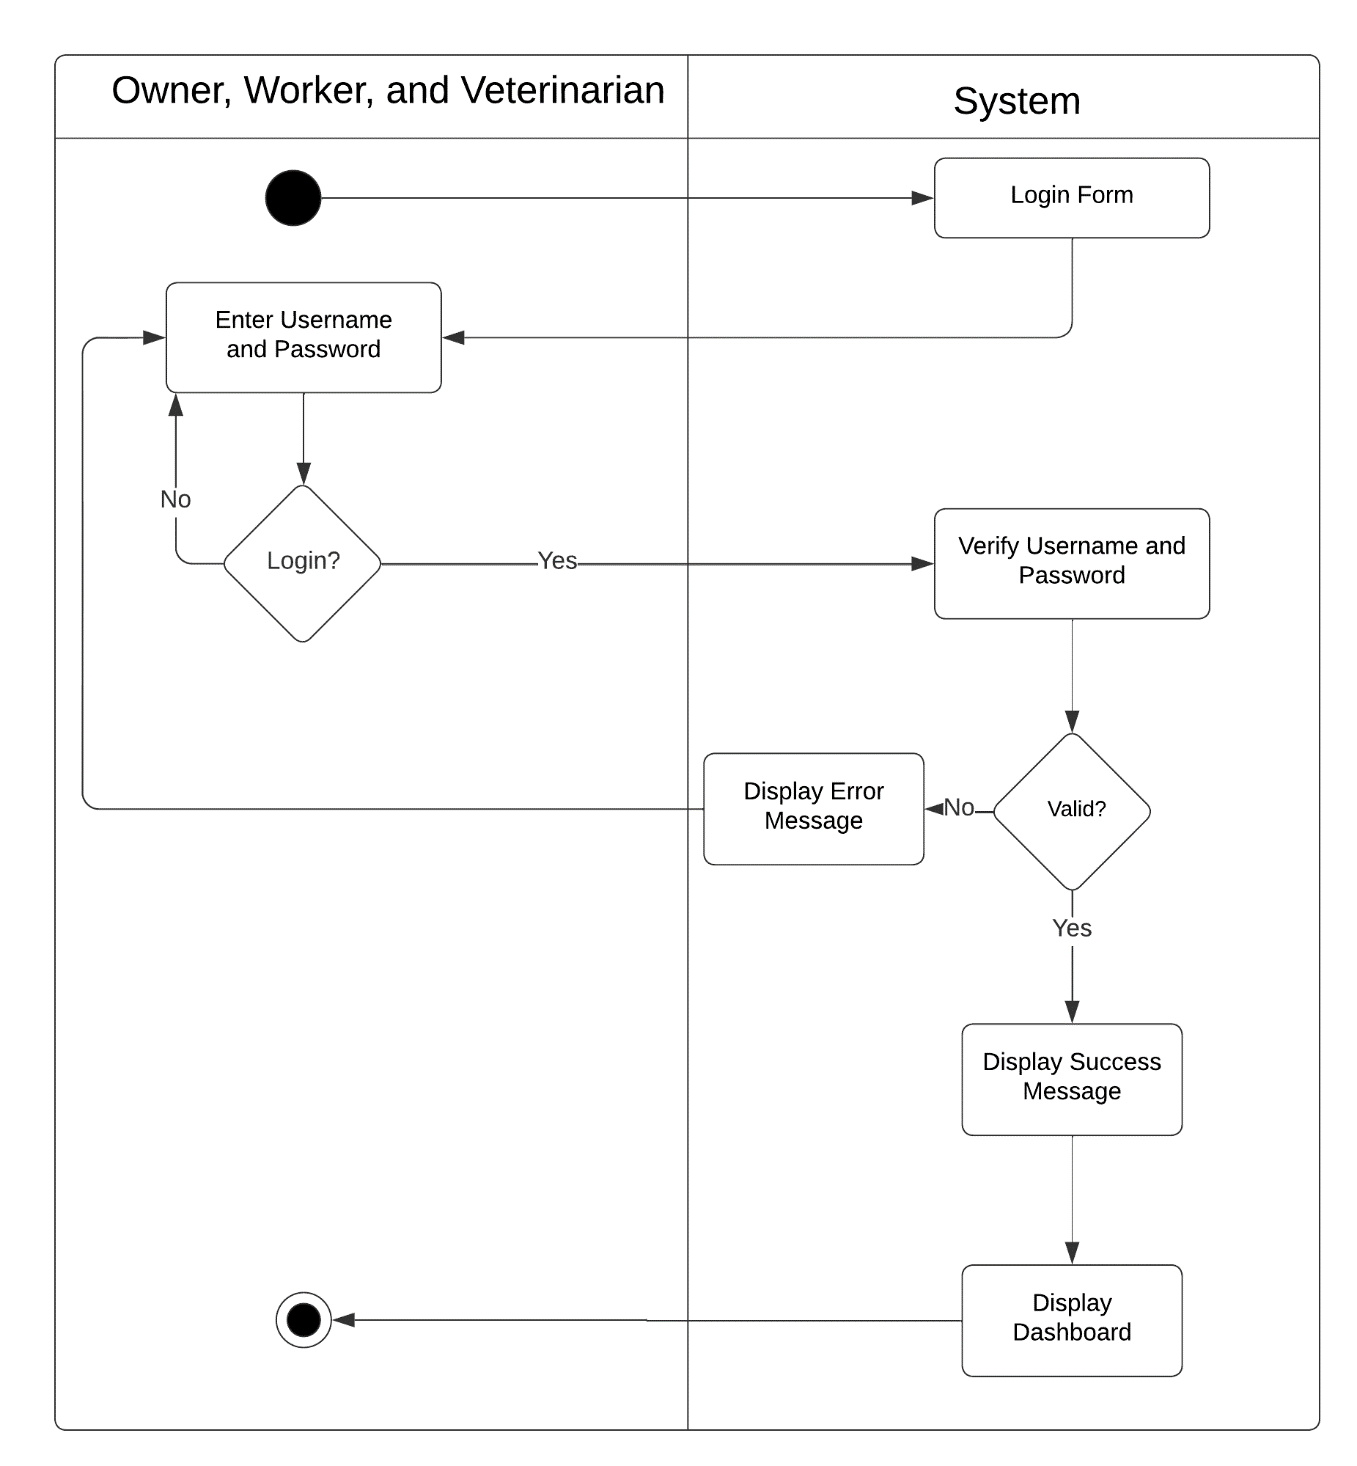 Owner, Worker, and Veterinarian
System
Login Form
Enter Username
and Password
No
Login?
Yes
Verify Username and
Password
Display Error
Message
No
Valid?
Yes
Display Success
Message
Display
Dashboard